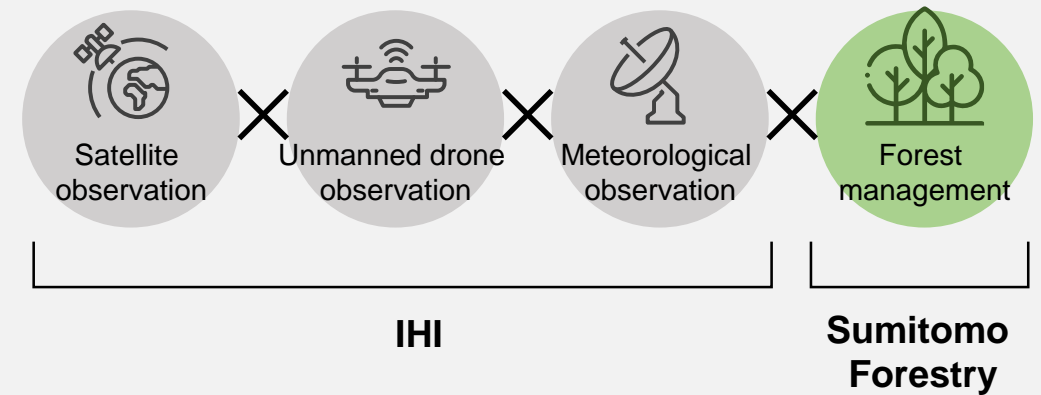 Satellite
observation
Unmanned drone
observation
Meteorological
observation
Forest
management
IHI
Sumitomo
Forestry